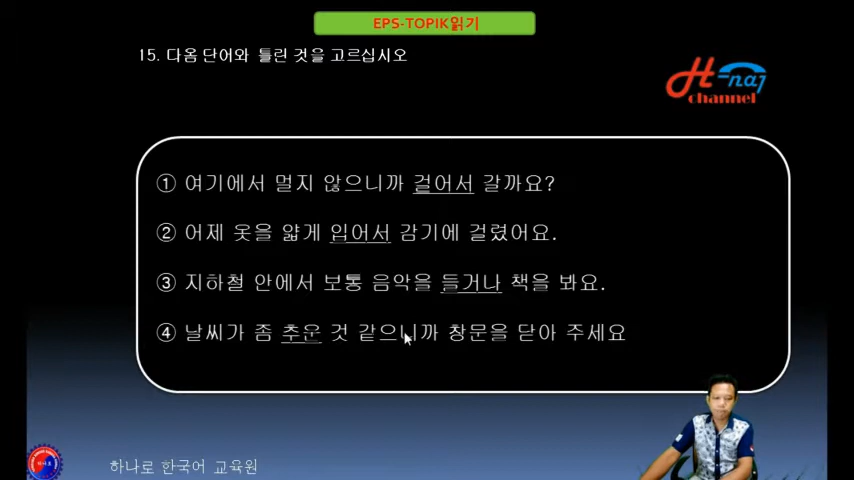 EPS-TOPIK읽기
15. 다옴 단어와 틀린 것을 고르십시오
H-naj
channel
① 여기에서 멀지 않으니까 걸어서 갈까요?
② 어제 옷을 얇게 입어서 감기에 걸렸어요.
③ 지하철 안에서 보통 음악을 들거나 책을 봐요.
④ 날씨가 좀 추운 것 같으니까 창문을 닫아 주세요
하나로 한국어 교육원